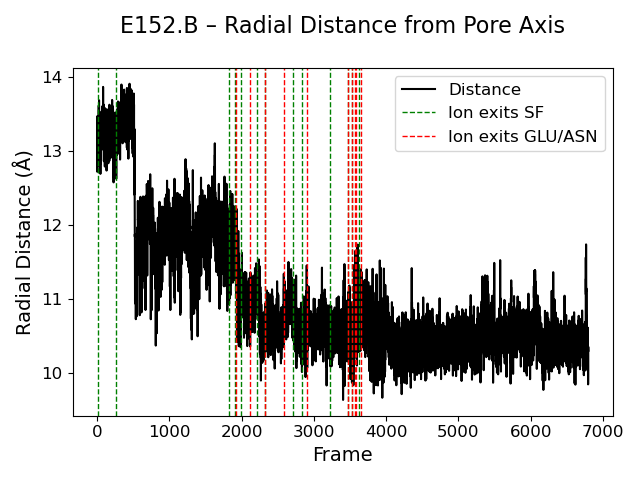 E152.B – Radial Distance from Pore Axis
14
13
12
11
10
Radial Distance (Å)
Distance
Ion exits SF
Ion exits GLU/ASN
0 1000 2000 3000 4000 5000 6000 7000
Frame